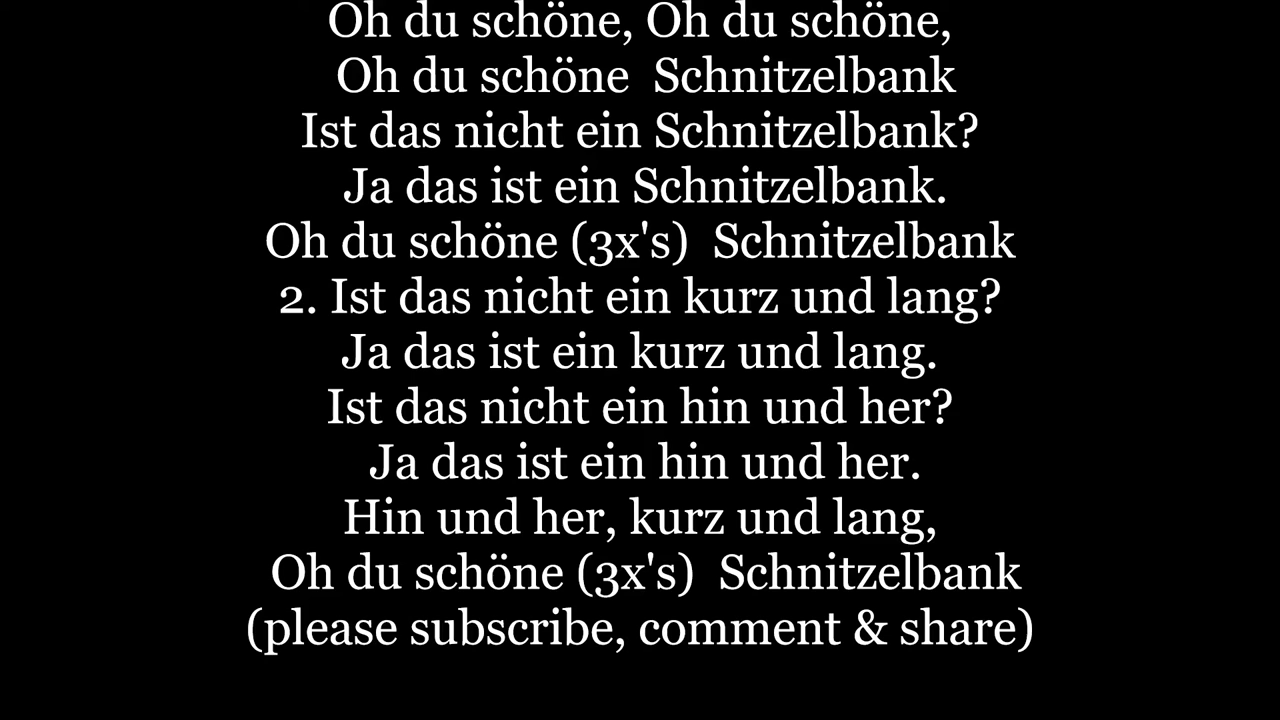 Oh du schöne, Oh du schöne,
Oh du schöne  Schnitzelbank
Ist das nicht ein Schnitzelbank?
Ja das ist ein Schnitzelbank.
Oh du schöne (3x's)  Schnitzelbank
2. Ist das nicht ein kurz und lang?
Ja das ist ein kurz und lang.
Ist das nicht ein hin und her?
Ja das ist ein hin und her.
Hin und her, kurz und lang,
Oh du schöne (3x's)  Schnitzelbank
(please subscribe, comment & share)